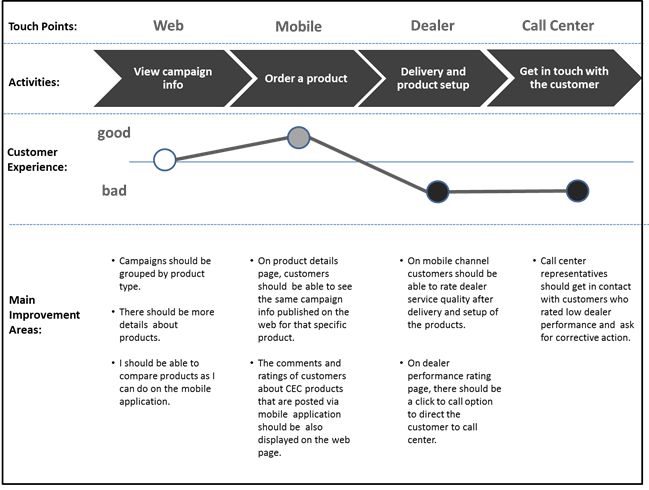 Touch Points:
Web
Mobile
Dealer
Call Center
Activities:
View campaign
info
Order a product
Delivery and
product setup
Get in touch with
the customer
Customer
Experience:
good
bad
Main
Improvement
Areas:
• Campaigns should be
grouped by product
type.
• There should be more
details about
products.
• I should be able to
compare products as I
can do on the mobile
application.
• On product details
page, customers
should be able to see
the same campaign
info published on the
web for that specific
product.
• The comments and
ratings of customers
about CEC products
that are posted via
mobile application
should be also
displayed on the web
page.
• On mobile channel
customers should be
able to rate dealer
service quality after
delivery and setup of
the products.
• On dealer
performance rating
page, there should be
a click to call option
to direct the
customer to call
center.
• Call center
representatives
should get in contact
with customers who
rated low dealer
performance and ask
for corrective action.